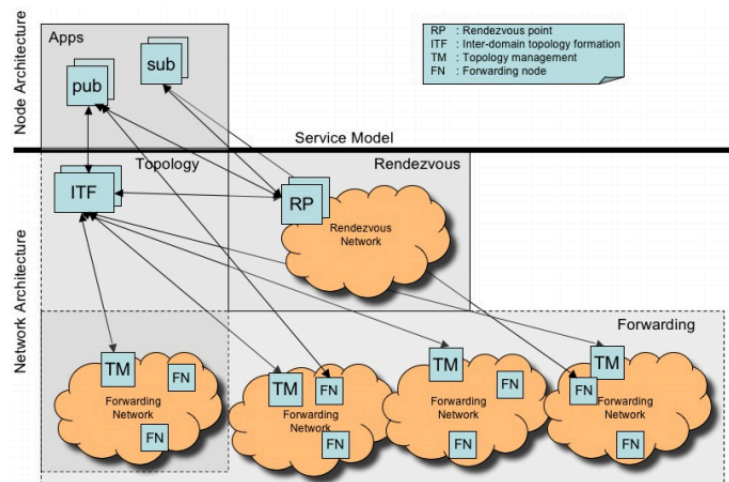 Node Architecture
Apps
pub
sub
RP : Rendezvous point
ITF : Inter-domain topology formation
TM : Topology management
FN : Forwarding node
Service Model
Network Architecture
Topology
Rendezvous
ITF
RP
Rendezvous
Network
Forwarding
TM
FN
Forwarding
Network
FN
TM
FN
Forwarding
Network
FN
TM
FN
Forwarding
Network
FN
TM
FN
Forwarding
Network
FN